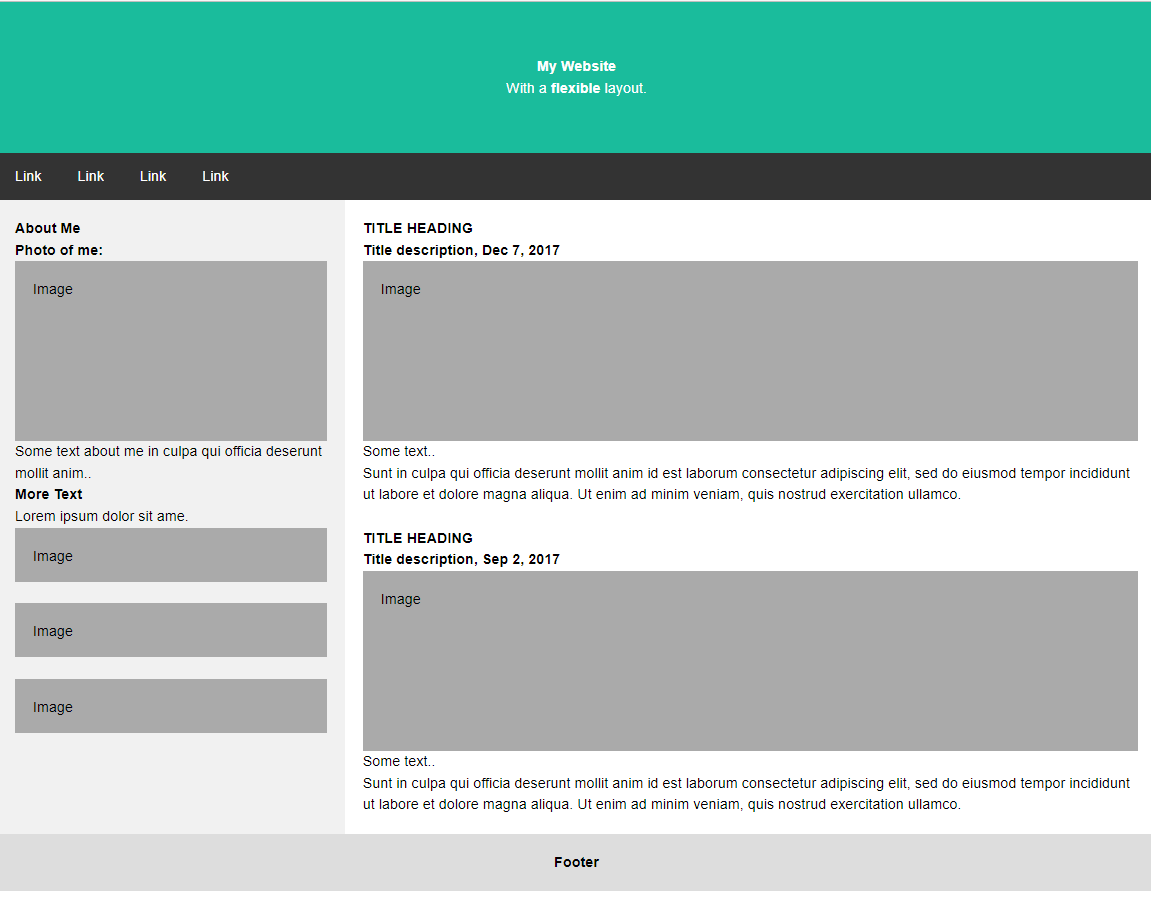 My Website
With a flexible layout.
Link Link Link Link
About Me
Photo of me:
Image
Some text about me in culpa qui officia deserunt
mollit anim..
More Text
Lorem ipsum dolor sit ame.
Image
Image
Image
TITLE HEADING
Title description, Dec 7, 2017
Image
Some text..
Sunt in culpa qui officia deserunt mollit anim id est laborum consectetur adipiscing elit, sed do eiusmod tempor incididunt
ut labore et dolore magna aliqua. Ut enim ad minim veniam, quis nostrud exercitation ullamco.
TITLE HEADING
Title description, Sep 2, 2017
Image
Some text..
Sunt in culpa qui officia deserunt mollit anim id est laborum consectetur adipiscing elit, sed do eiusmod tempor incididunt
ut labore et dolore magna aliqua. Ut enim ad minim veniam, quis nostrud exercitation ullamco.
Footer